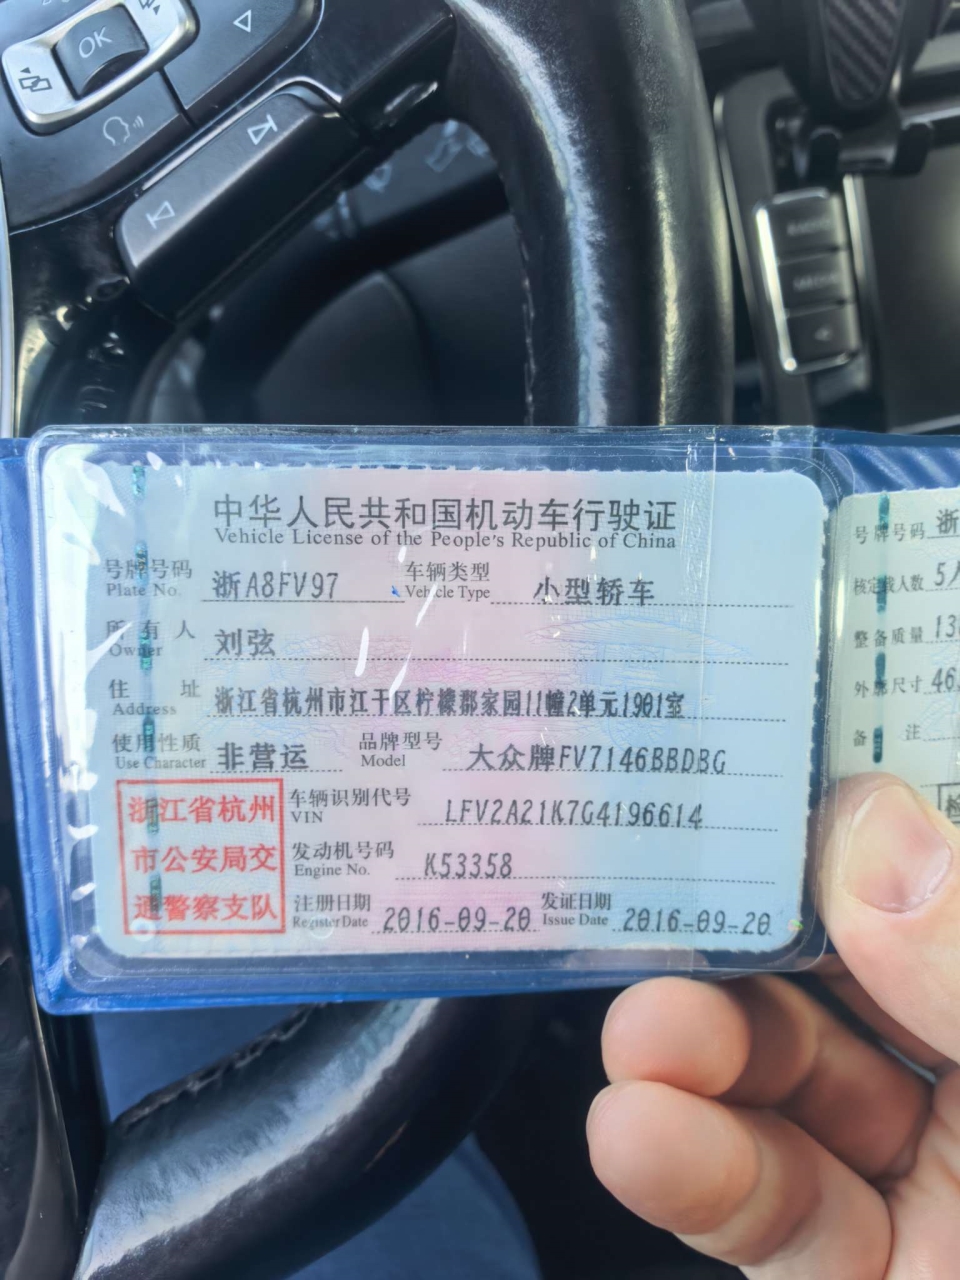 OK
中华人民共和国机动车行驶证
Vehicle License of the People's Republic of China
号牌号码 浙A8FV97 车辆类型 小型轿车
Plate No. Vehicle Type
所有人 刘弦
Owner
住址 浙江省杭州市江干区柠檬郡家园11幢2单元1901室
Address
使用性质 非营运 品牌型号 大众牌FV7146BBDBG
Use Character Model
浙江省杭州
市公安局交
通警察支队
车辆识别代号 LFV2A21K7G4196614
VIN
发动机号码 K53358
Engine No.
注册日期 2016-09-20 发证日期 2016-09-20
Register Date Issue Date
号牌号码 浙
核定载人数 5人
整备质量 13
外廓尺寸 46
备注